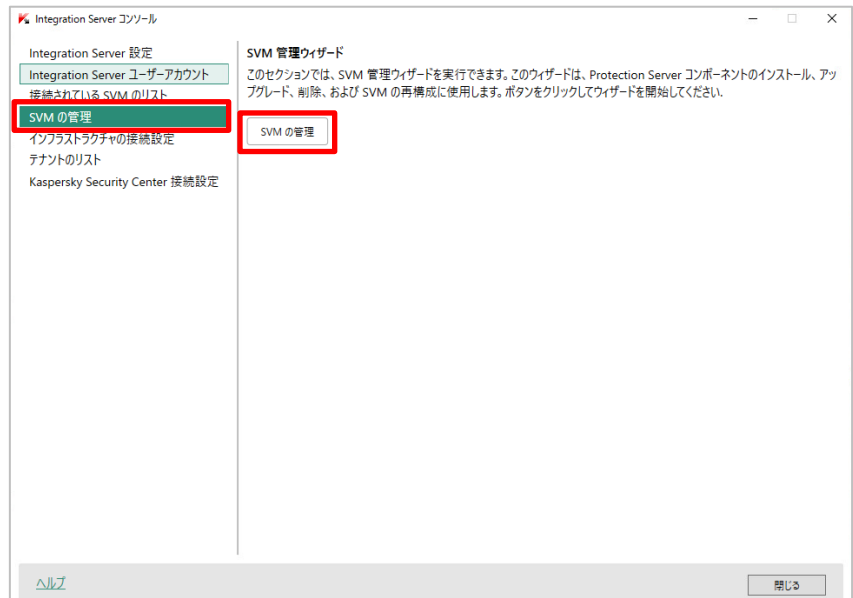 Integration Server コンソール
Integration Server 設定
Integration Server ユーザーアカウント
接続されている SVM のリスト
SVM の管理
インフラストラクチャの接続設定
テナントのリスト
Kaspersky Security Center 接続設定
SVM 管理ウィザード
このセクションでは、SVM 管理ウィザードを実行できます。このウィザードは、Protection Server コンポーネントのインストール、アッ
プグレード、削除、および SVM の再構成に使用します。ボタンをクリックしてウィザードを開始してください.
SVM の管理
ヘルプ
閉じる